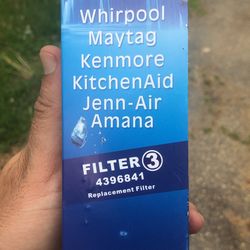 Whirpool
Maytag
Kenmore
KitchenAid
Jenn-Air
Amana
FILTER 3
4396841
Replacement Filter